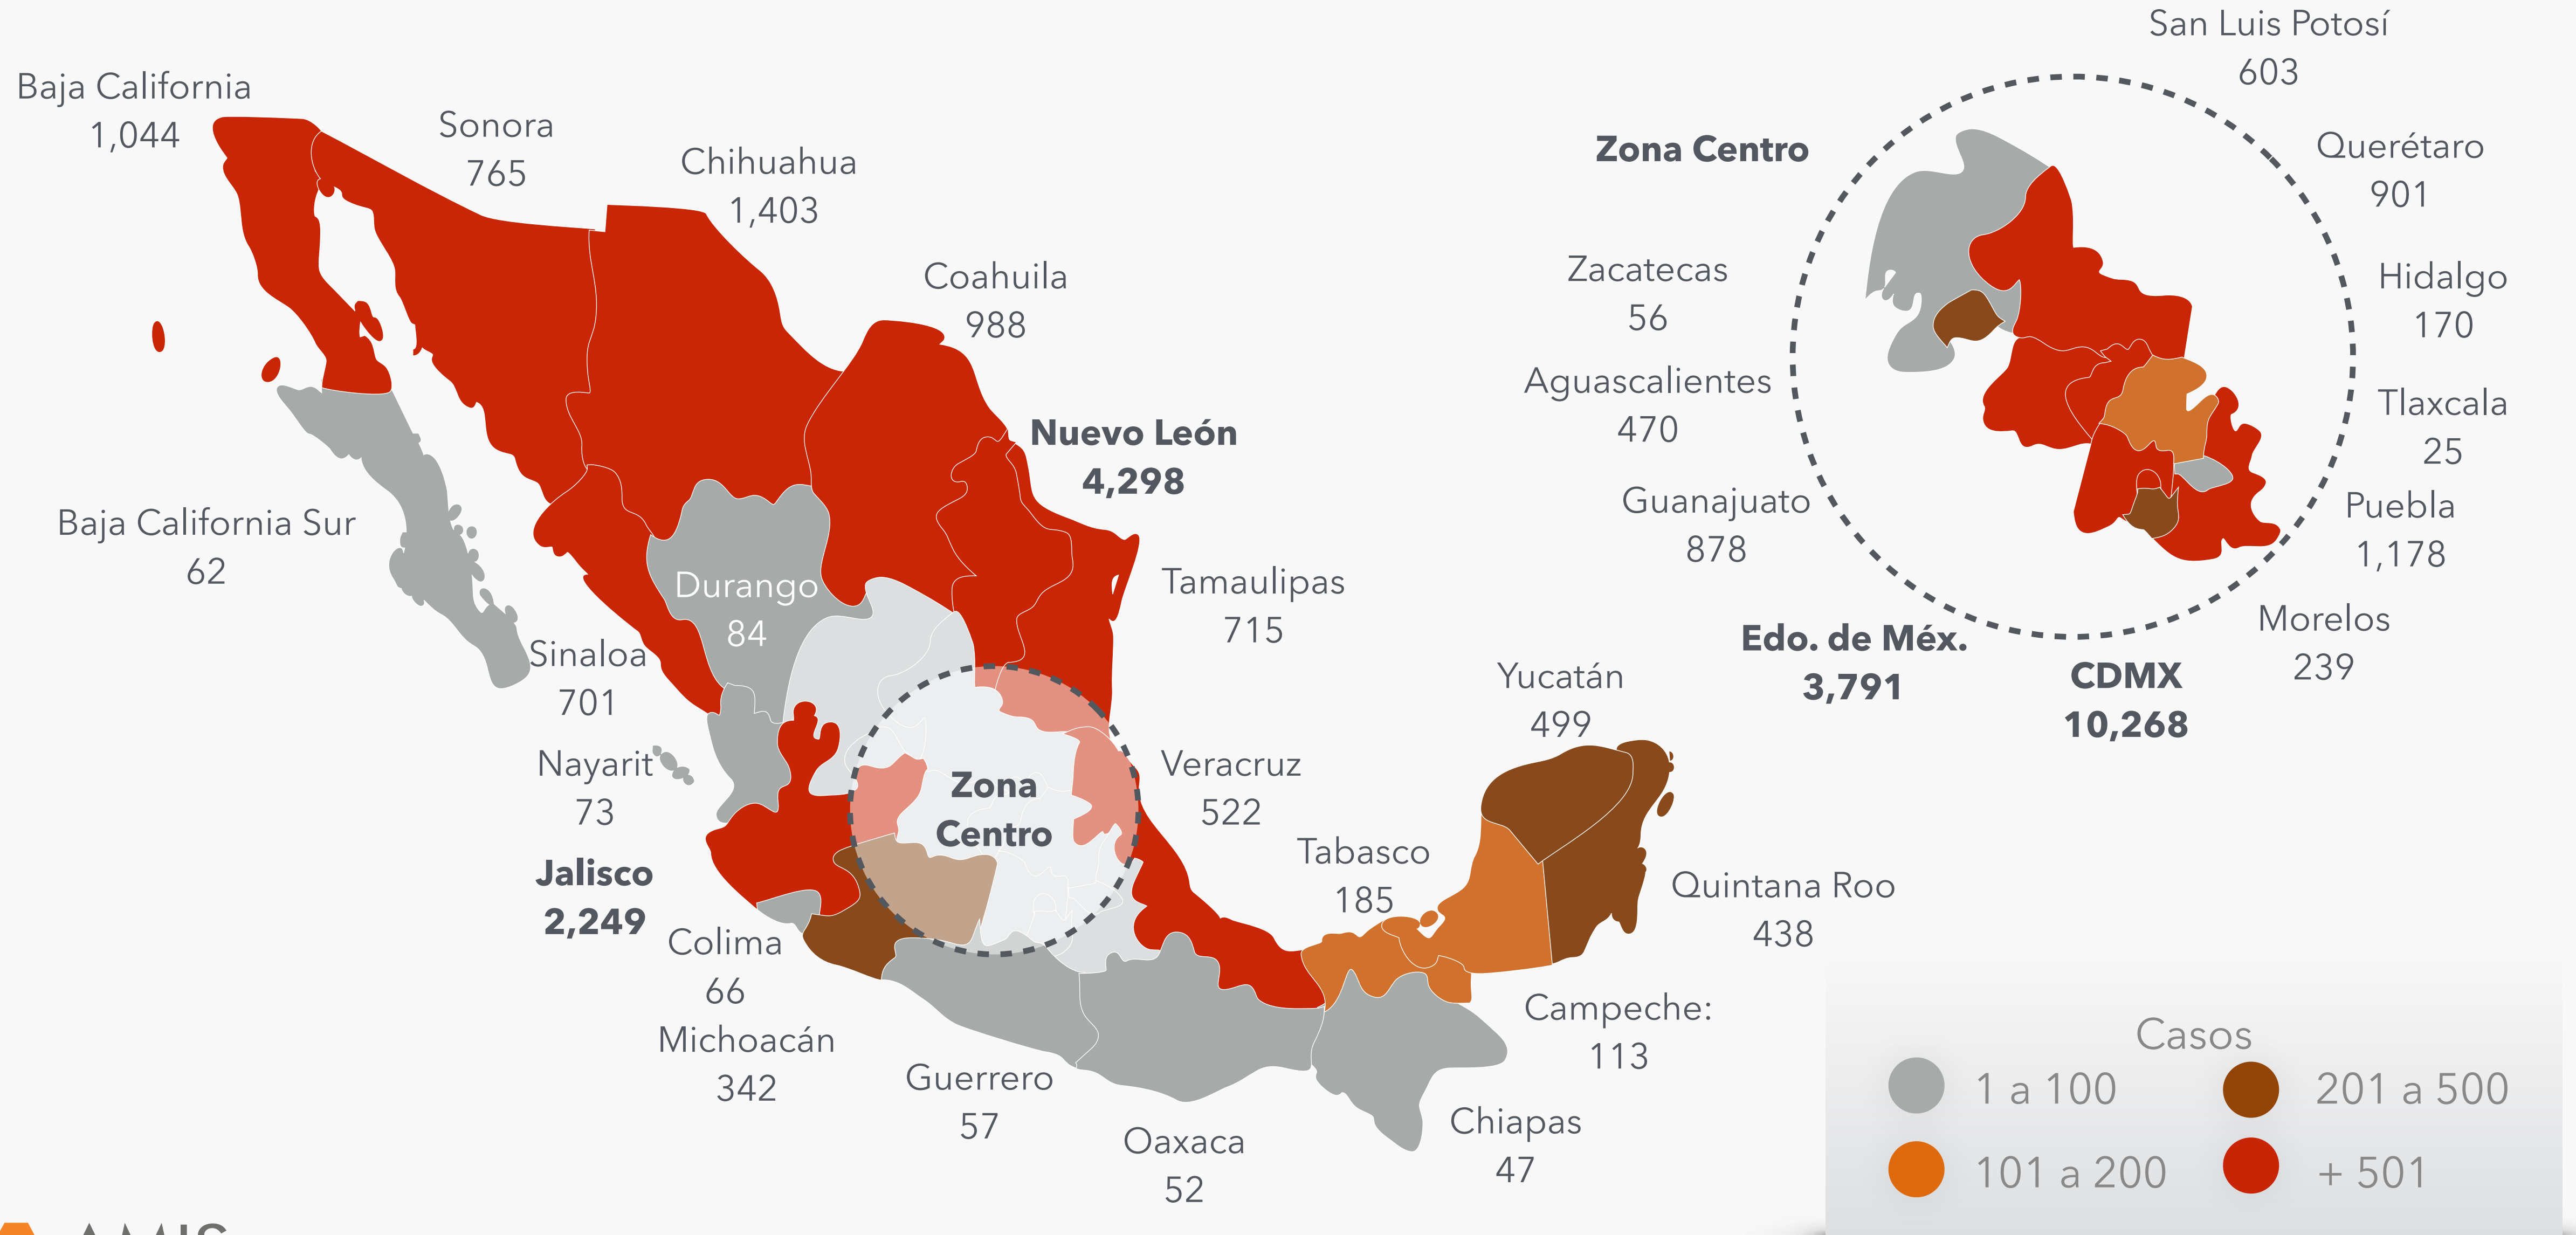 San Luis Potosí
603
Baja California
1,044
Sonora
765
Chihuahua
1,403
Zona Centro
Querétaro
901
Coahuila
988
Zacatecas
56
Hidalgo
170
Aguascalientes
470
Tlaxcala
25
Nuevo León
4,298
Guanajuato
878
Puebla
1,178
Baja California Sur
62
Durango
84
Tamaulipas
715
Edo. de Méx.
3,791
CDMX
10,268
Morelos
239
Sinaloa
701
Yucatán
499
Nayarit
73
Zona
Centro
Veracruz
522
Jalisco
2,249
Tabasco
185
Quintana Roo
438
Colima
66
Michoacán
342
Guerrero
57
Oaxaca
52
Campeche:
113
Chiapas
47
Casos
1 a 100
201 a 500
101 a 200
+ 501
AMIS